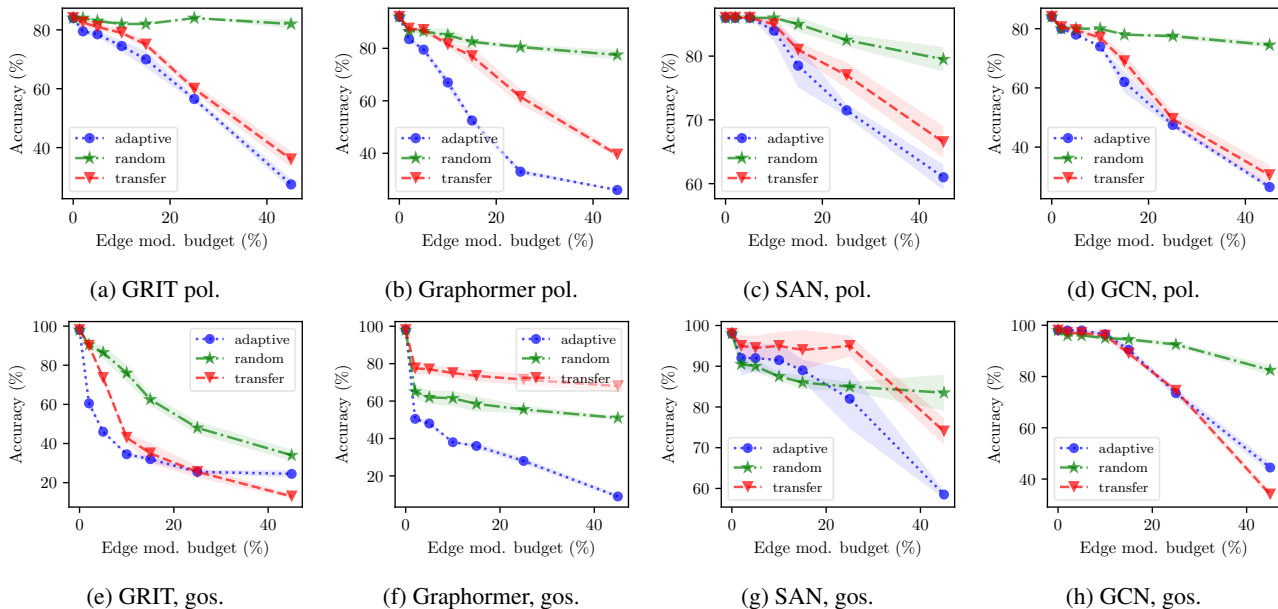 Accuracy (%)
80
60
40
adaptive
random
transfer
0 20 40
Edge mod. budget (%)
(a) GRIT pol.
Accuracy (%)
80
60
40
adaptive
random
transfer
0 20 40
Edge mod. budget (%)
(b) Graphormer pol.
Accuracy (%)
80
70
60
adaptive
random
transfer
0 20 40
Edge mod. budget (%)
(c) SAN, pol.
Accuracy (%)
80
60
40
adaptive
random
transfer
0 20 40
Edge mod. budget (%)
(d) GCN, pol.
Accuracy (%)
100
80
60
40
20
adaptive
random
transfer
0 20 40
Edge mod. budget (%)
(e) GRIT, gos.
Accuracy (%)
100
80
60
40
20
adaptive
random
transfer
0 20 40
Edge mod. budget (%)
(f) Graphormer, gos.
Accuracy (%)
100
90
80
70
60
adaptive
random
transfer
0 20 40
Edge mod. budget (%)
(g) SAN, gos.
Accuracy (%)
100
80
60
40
adaptive
random
transfer
0 20 40
Edge mod. budget (%)
(h) GCN, gos.